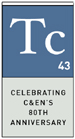 Tc
43
CELEBRATING
C&EN'S
80TH
ANNIVERSARY